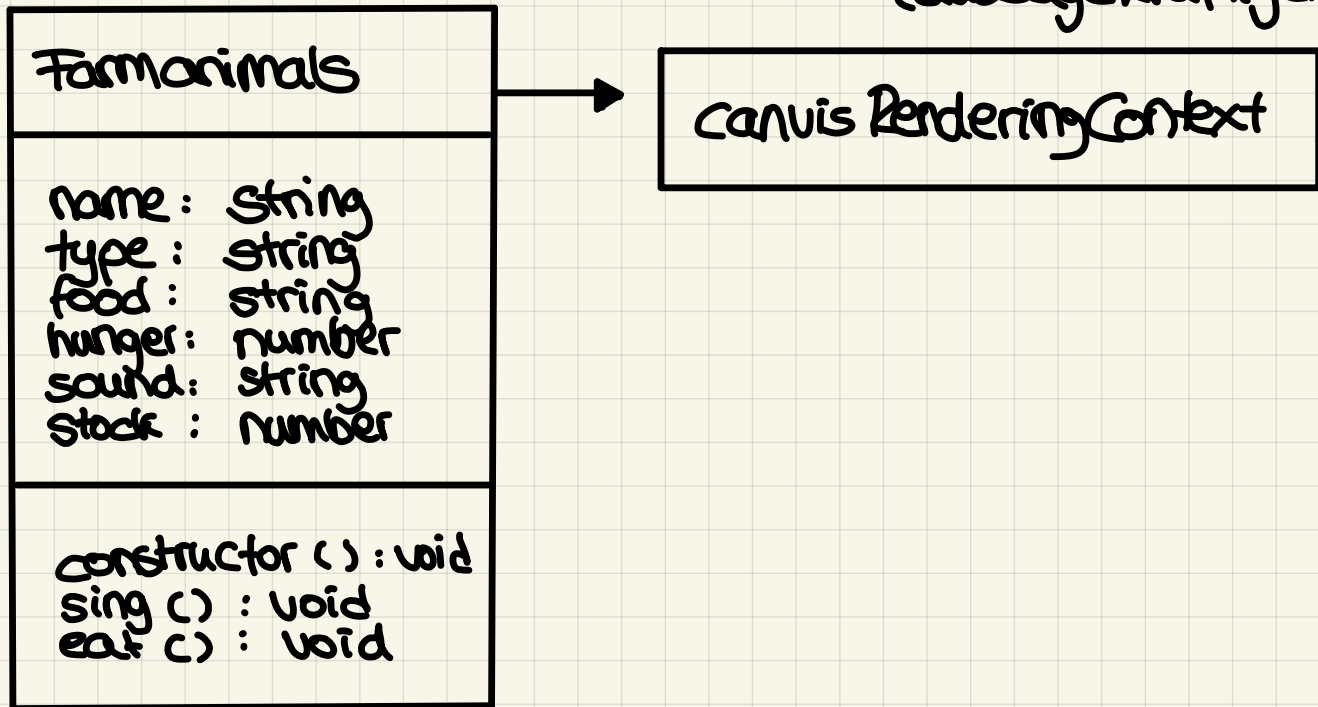 Farmanimals
canvis RenderingContext
name: string
type: string
food: string
hunger: number
sound: string
stock: number
constructor (): void
sing (): void
eat (): void